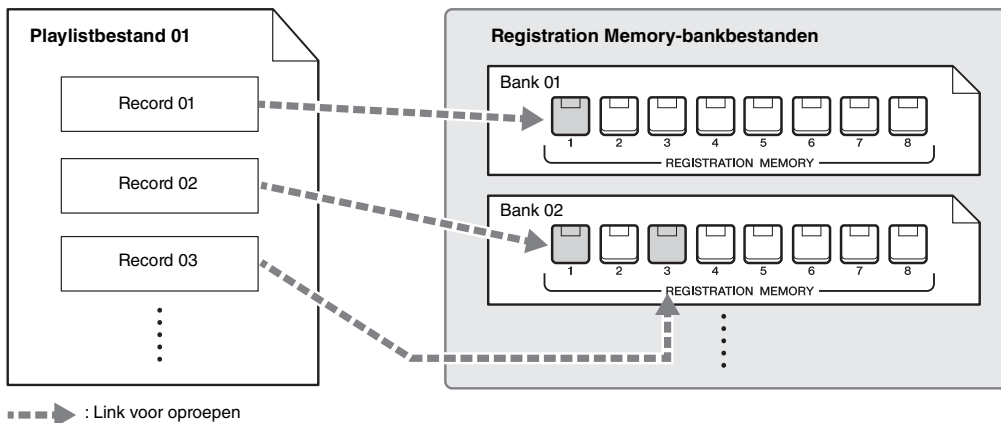 Playlistbestand 01
Record 01
Record 02
Record 03
Registration Memory-bankbestanden
Bank 01
1 2 3 4 5 6 7 8
REGISTRATION MEMORY
Bank 02
1 2 3 4 5 6 7 8
REGISTRATION MEMORY
: Link voor oproepen